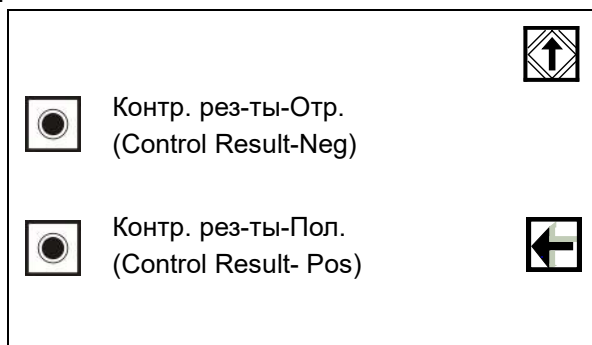 Контр. рез-ты-Отр.
(Control Result-Neg)
Контр. рез-ты-Пол.
(Control Result- Pos)